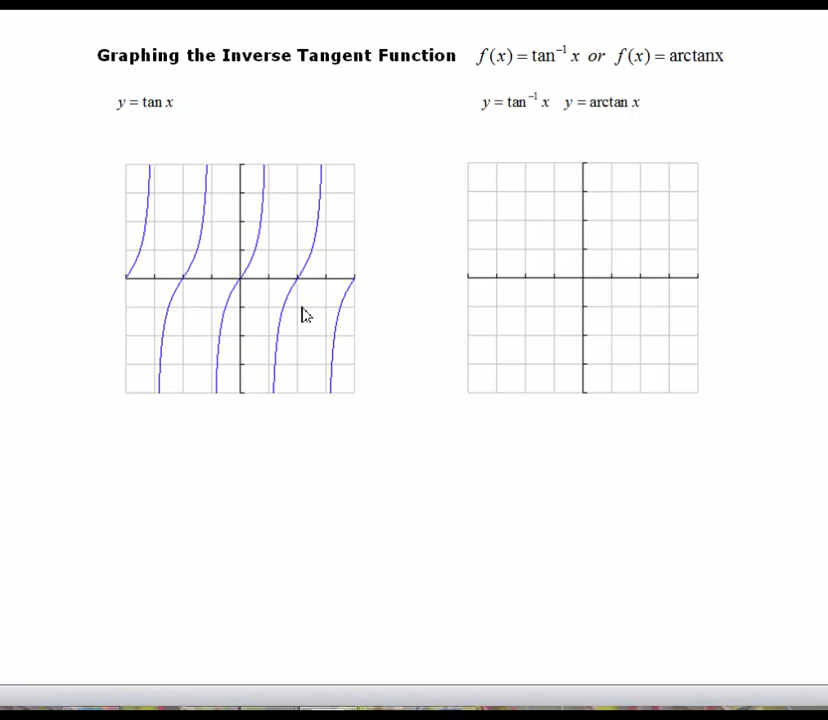 Graphing the Inverse Tangent Function f(x) = tan⁻¹ x or f(x) = arctanx
y = tan x
y = tan⁻¹ x y = arctan x